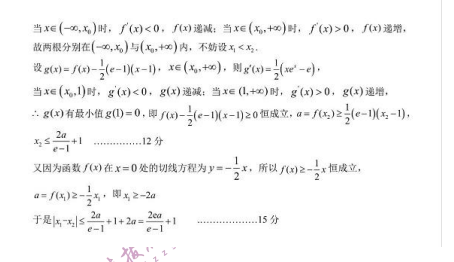 当x∈(-∞,x₀)时，f'(x)<0，f(x)递减；当x∈(x₀,+∞)时，f'(x)>0，f(x)递增，
故两根分别在(-∞,x₀)与(x₀,+∞)内，不妨设x₁<x₂.
设g(x)=f(x)-½(e-1)(x-1)，x∈(x₀,+∞)，则g'(x)=½(xeˣ-e)，
当x∈(x₀,1)时，g'(x)<0，g(x)递减；当x∈(1,+∞)时，g'(x)>0，g(x)递增，
∴g(x)有最小值g(1)=0，即f(x)-½(e-1)(x-1)≥0恒成立，a=f(x₂)≥½(e-1)(x₂-1)，
x₂≤2a/(e-1)+1 ……………12分
又因为函数f(x)在x=0处的切线方程为y=-½x，所以f(x)≥-½x恒成立，
a=f(x₁)≥-½x₁，即x₁≥-2a
于是|x₁-x₂|≤2a/(e-1)+1+2a=2ea/(e-1)+1 ………………15分